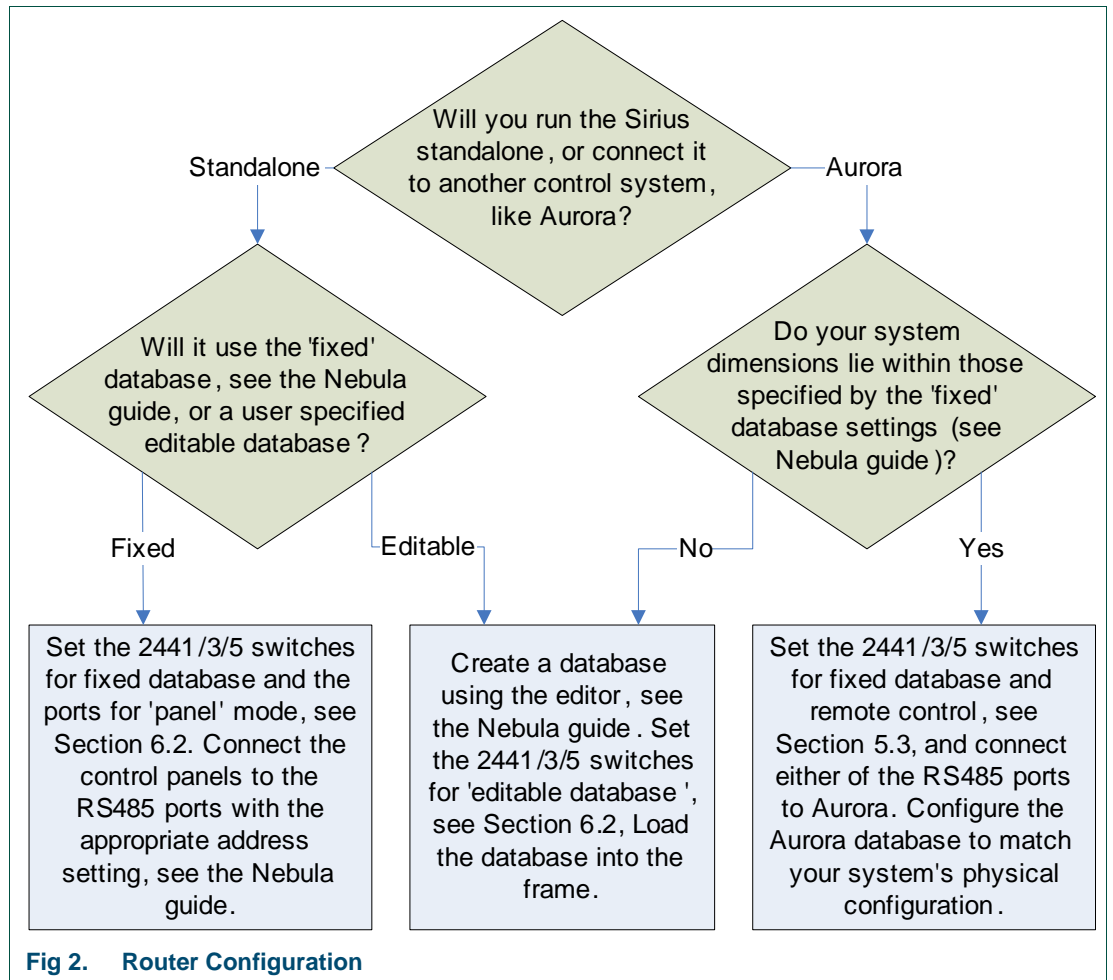 Will you run the Sirius
standalone, or connect it
to another control system,
like Aurora?
Standalone
Aurora
Will it use the 'fixed'
database, see the Nebula
guide, or a user specified
editable database?
Do your system
dimensions lie within those
specified by the 'fixed'
database settings (see
Nebula guide)?
Fixed
Editable
No
Yes
Set the 2441/3/5 switches
for fixed database and the
ports for 'panel' mode, see
Section 6.2. Connect the
control panels to the
RS485 ports with the
appropriate address
setting, see the Nebula
guide.
Create a database
using the editor, see
the Nebula guide. Set
the 2441/3/5 switches
for 'editable database',
see Section 6.2, Load
the database into the
frame.
Set the 2441/3/5 switches
for fixed database and
remote control, see
Section 5.3, and connect
either of the RS485 ports
to Aurora. Configure the
Aurora database to match
your system's physical
configuration.
Fig 2. Router Configuration